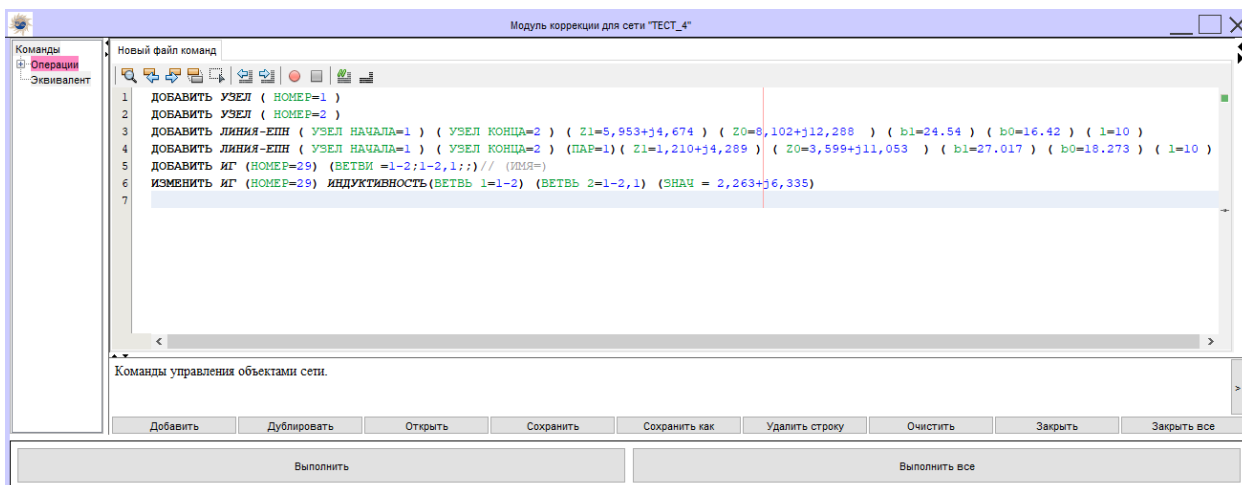 Модуль коррекции для сети "ТЕСТ_4"
Команды
Операции
Эквивалент
Новый файл команд
1 ДОБАВИТЬ УЗЕЛ ( НОМЕР=1 )
2 ДОБАВИТЬ УЗЕЛ ( НОМЕР=2 )
3 ДОБАВИТЬ ЛИНИЯ-ЕПН ( УЗЕЛ НАЧАЛА=1 ) ( УЗЕЛ КОНЦА=2 ) ( Z1=5,953+j4,674 ) ( Z0=8,102+j12,288 ) ( b1=24.54 ) ( b0=16.42 ) ( l=10 )
4 ДОБАВИТЬ ЛИНИЯ-ЕПН ( УЗЕЛ НАЧАЛА=1 ) ( УЗЕЛ КОНЦА=2 ) (ПАР=1)( Z1=1,210+j4,289 ) ( Z0=3,599+j11,053 ) ( b1=27.017 ) ( b0=18.273 ) ( l=10 )
5 ДОБАВИТЬ ИГ (НОМЕР=29) (ВЕТВИ =1-2;1-2,1;;)// (ИМЯ=)
6 ИЗМЕНИТЬ ИГ (НОМЕР=29) ИНДУКТИВНОСТЬ(ВЕТВЬ 1=1-2) (ВЕТВЬ 2=1-2,1) (ЗНАЧ = 2,263+j6,335)
7
Команды управления объектами сети.
>
Добавить Дублировать Открыть Сохранить Сохранить как Удалить строку Очистить Закрыть Закрыть все
Выполнить Выполнить все